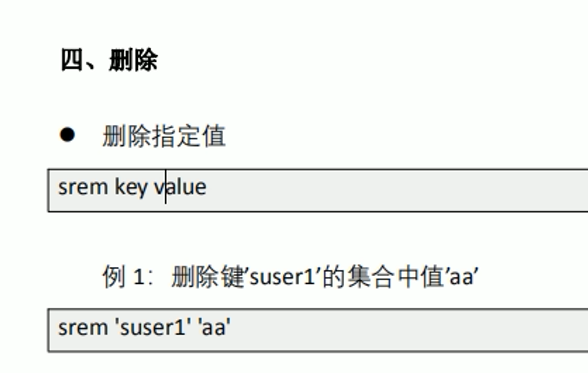 四、删除
● 删除指定值
srem key value
例 1： 删除键’suser1’的集合中值’aa’
srem 'suser1' 'aa'